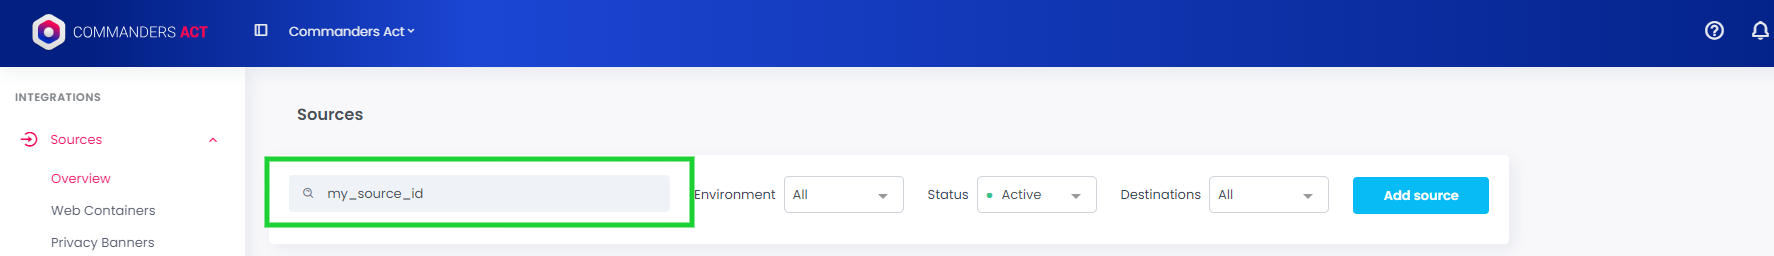 COMMANDERS ACT
Commanders Act
INTEGRATIONS
Sources
Overview
Web Containers
Privacy Banners
Sources
my_source_id
Environment All Status Active Destinations All Add source